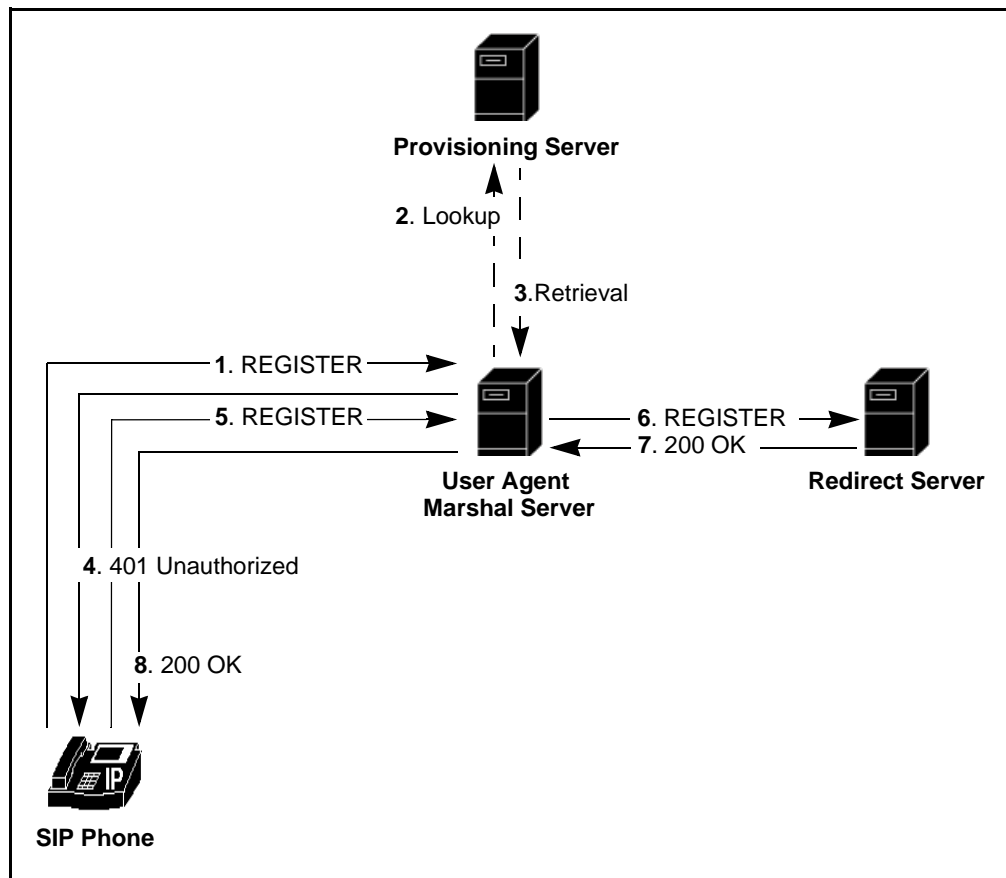 Provisioning Server
2. Lookup
3.Retrieval
1. REGISTER
5. REGISTER
6. REGISTER
7. 200 OK
User Agent
Marshal Server
Redirect Server
4. 401 Unauthorized
8. 200 OK
IP
SIP Phone